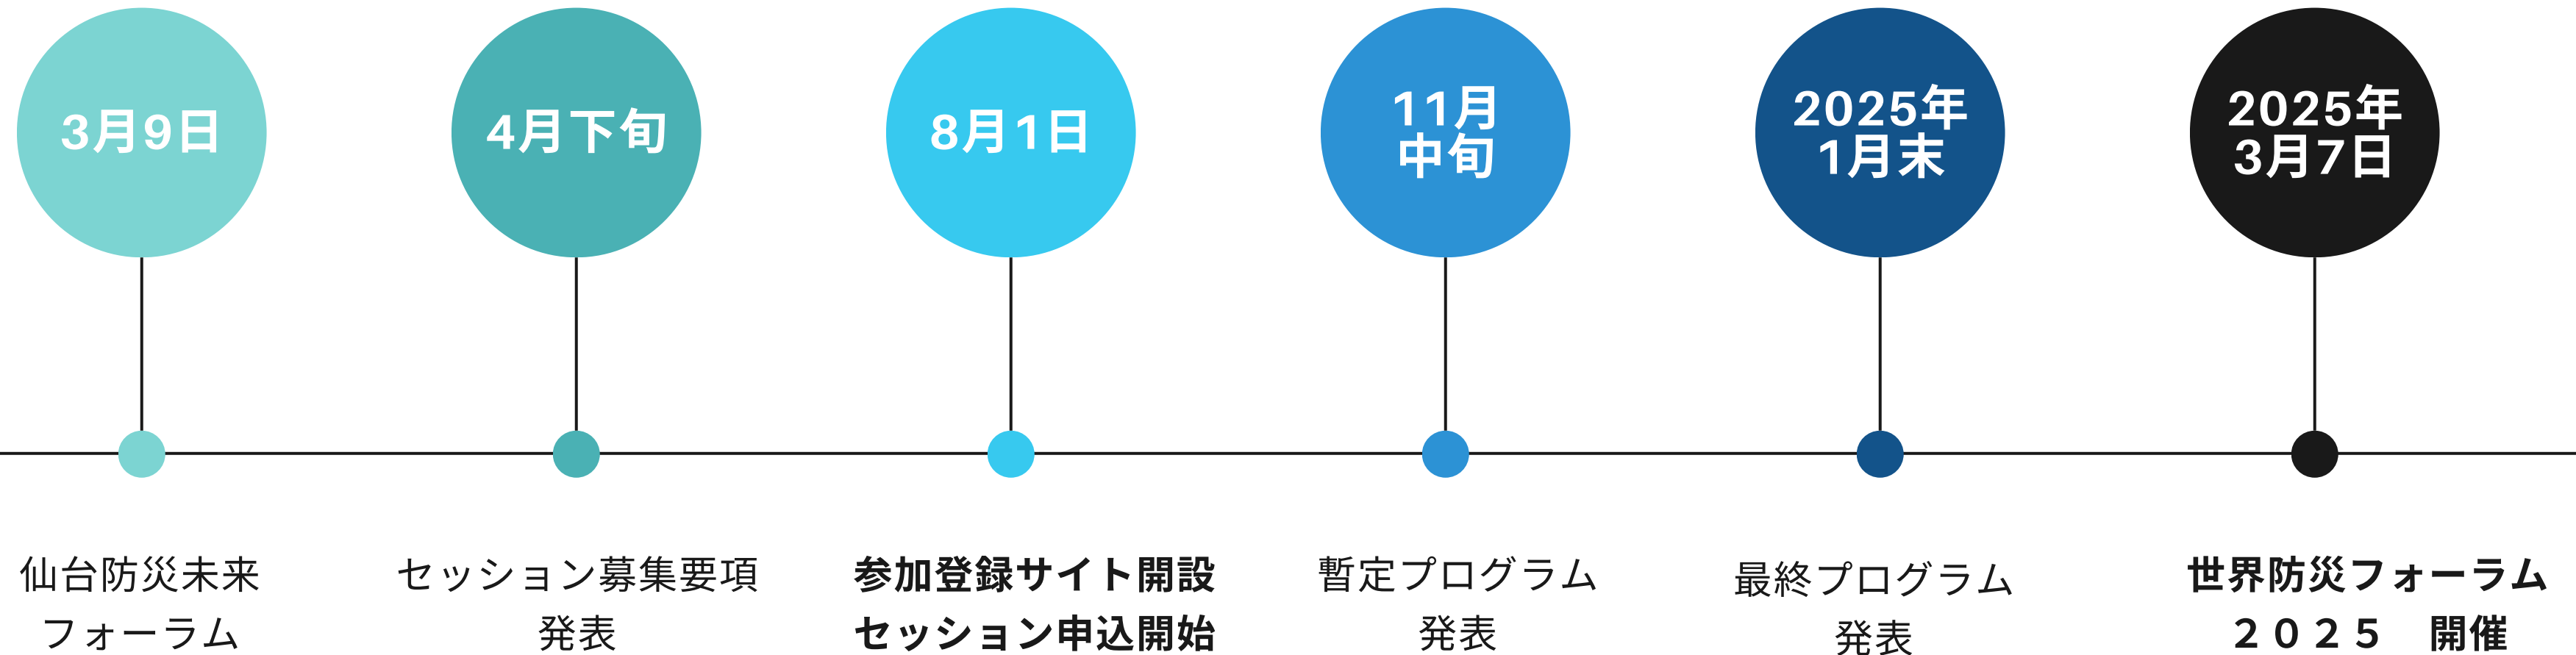 3月9日
4月下旬
8月1日
11月
中旬
2025年
1月末
2025年
3月7日
仙台防災未来
フォーラム
セッション募集要項
発表
参加登録サイト開設
セッション申込開始
暫定プログラム
発表
最終プログラム
発表
世界防災フォーラム
２０２５　開催